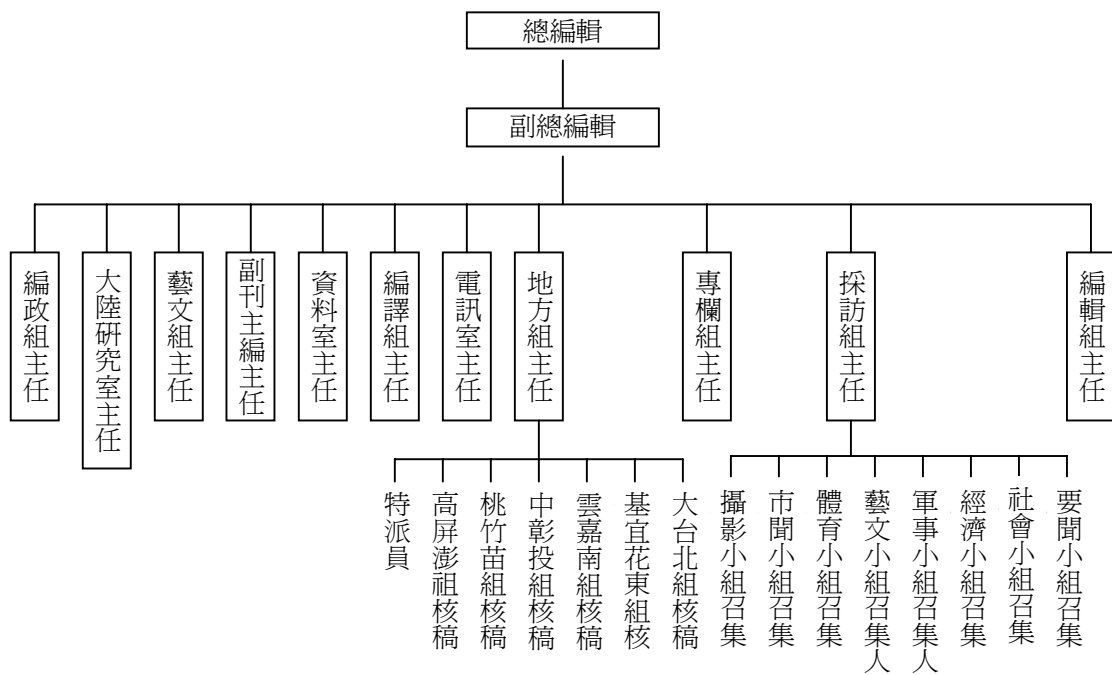 總編輯
副總編輯
編政組主任
大陸研究室主任
藝文組主任
副刊主編主任
資料室主任
編譯組主任
電訊室主任
地方組主任
專欄組主任
採訪組主任
編輯組主任
特派員
高屏澎祖核稿
桃竹苗組核稿
中彰投組核稿
雲嘉南組核稿
基宜花東組核
大台北組核稿
攝影小組召集
市聞小組召集
體育小組召集
藝文小組召集人
軍事小組召集人
經濟小組召集
社會小組召集
要聞小組召集